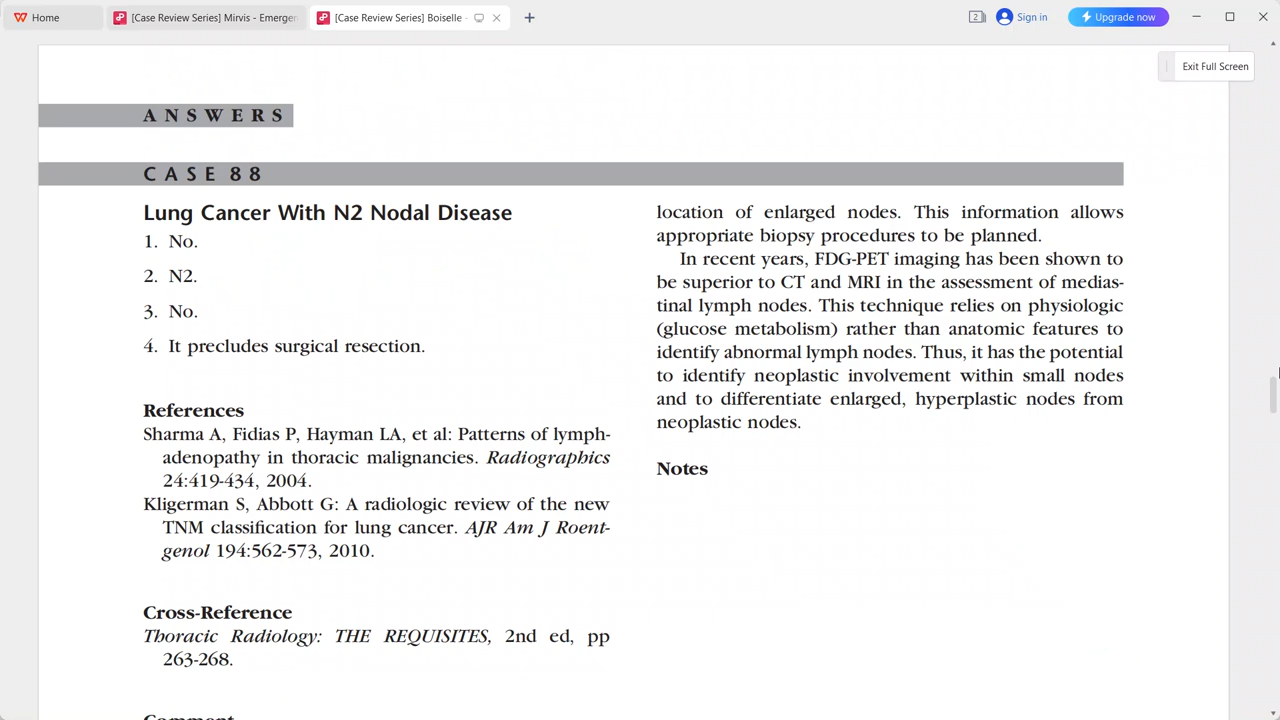 Home
[Case Review Series] Mirvis - Emergen
[Case Review Series] Boiselle -
2
Sign in
Upgrade now
Exit Full Screen
ANSWERS
CASE 88
Lung Cancer With N2 Nodal Disease
1. No.
2. N2.
3. No.
4. It precludes surgical resection.
References
Sharma A, Fidias P, Hayman LA, et al: Patterns of lymph-
adenopathy in thoracic malignancies. Radiographics
24:419-434, 2004.
Kligerman S, Abbott G: A radiologic review of the new
TNM classification for lung cancer. AJR Am J Roent-
genol 194:562-573, 2010.
Cross-Reference
Thoracic Radiology: THE REQUISITES, 2nd ed, pp
263-268.
Comment
location of enlarged nodes. This information allows
appropriate biopsy procedures to be planned.
In recent years, FDG-PET imaging has been shown to
be superior to CT and MRI in the assessment of medias-
tinal lymph nodes. This technique relies on physiologic
(glucose metabolism) rather than anatomic features to
identify abnormal lymph nodes. Thus, it has the potential
to identify neoplastic involvement within small nodes
and to differentiate enlarged, hyperplastic nodes from
neoplastic nodes.
Notes